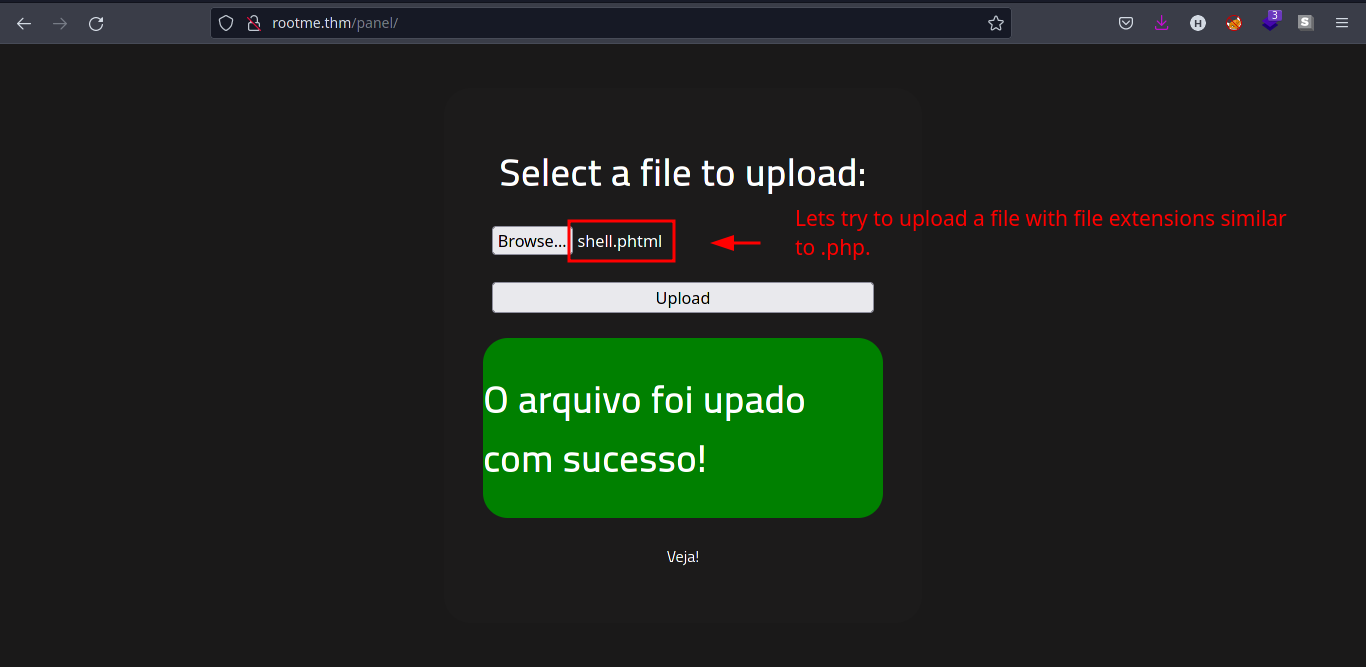 rootme.thm/panel/
3
H
S
Select a file to upload:
Browse... shell.phtml
Lets try to upload a file with file extensions similar
to .php.
Upload
O arquivo foi upado
com sucesso!
Veja!